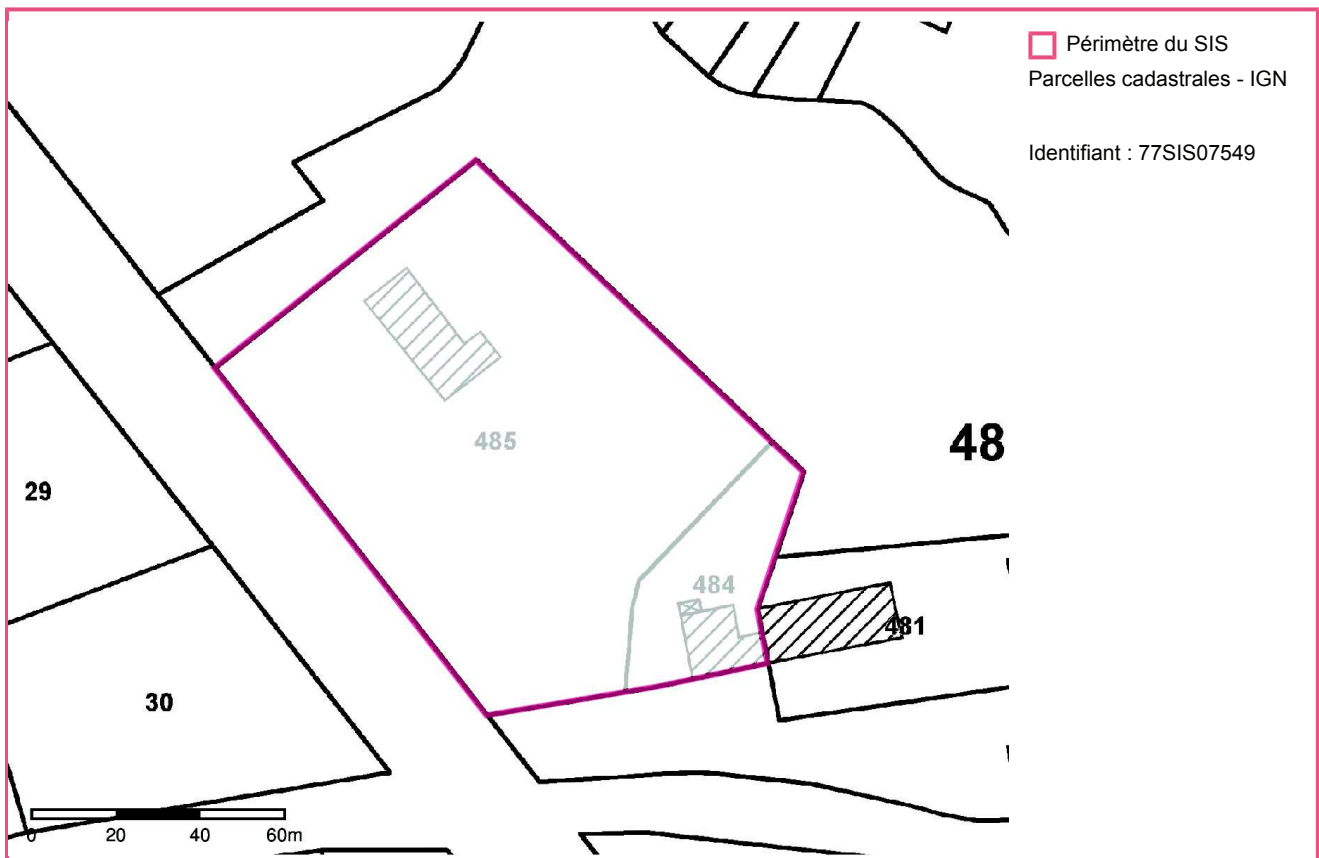 Périmètre du SIS
Parcelles cadastrales - IGN
Identifiant : 77SIS07549
485
48
29
484
481
30
0 20 40 60m